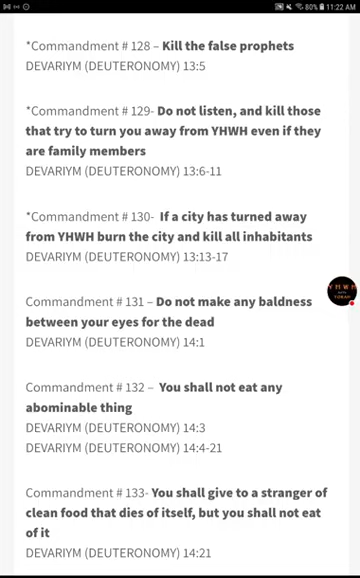 80% 11:22 AM
*Commandment # 128 – Kill the false prophets
DEVARIYM (DEUTERONOMY) 13:5
*Commandment # 129- Do not listen, and kill those
that try to turn you away from YHWH even if they
are family members
DEVARIYM (DEUTERONOMY) 13:6-11
*Commandment # 130- If a city has turned away
from YHWH burn the city and kill all inhabitants
DEVARIYM (DEUTERONOMY) 13:13-17
Commandment # 131 – Do not make any baldness
between your eyes for the dead
DEVARIYM (DEUTERONOMY) 14:1
Commandment # 132 – You shall not eat any
abominable thing
DEVARIYM (DEUTERONOMY) 14:3
DEVARIYM (DEUTERONOMY) 14:4-21
Commandment # 133- You shall give to a stranger of
clean food that dies of itself, but you shall not eat
of it
DEVARIYM (DEUTERONOMY) 14:21
YHWH
TORAH